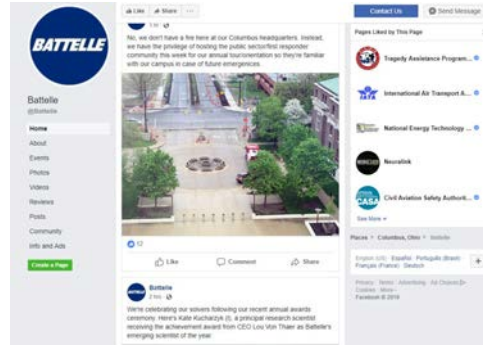 BATTELLE
Battelle
@Battelle
Home
About
Events
Photos
Videos
Reviews
Posts
Community
Info and Ads
Create a Page
Like Share ...
No, we don't have a fire here at our Columbus headquarters. Instead,
we have the privilege of hosting the public sector/first responder
community this week for our annual tour/orientation so they're familiar
with our campus in case of future emergencies.
12
Like Comment Share
Battelle
2 hrs
We're celebrating our solvers following our recent annual awards
ceremony. Here's Kate Kucharzyk (l), a principal research scientist
receiving the achievement award from CEO Lou Von Thaer as Battelle's
emerging scientist of the year.
Contact Us Send Message
Pages Liked by This Page
Tragedy Assistance Program...
IATA
International Air Transport A...
National Energy Technology ...
Neuralink
CASA
Civil Aviation Safety Authorit...
See More
Places Columbus, Ohio Battelle
English (US) Español Português (Brasil)
Français (France) Deutsch
Privacy Terms Advertising Ad Choices
Cookies More
Facebook © 2019